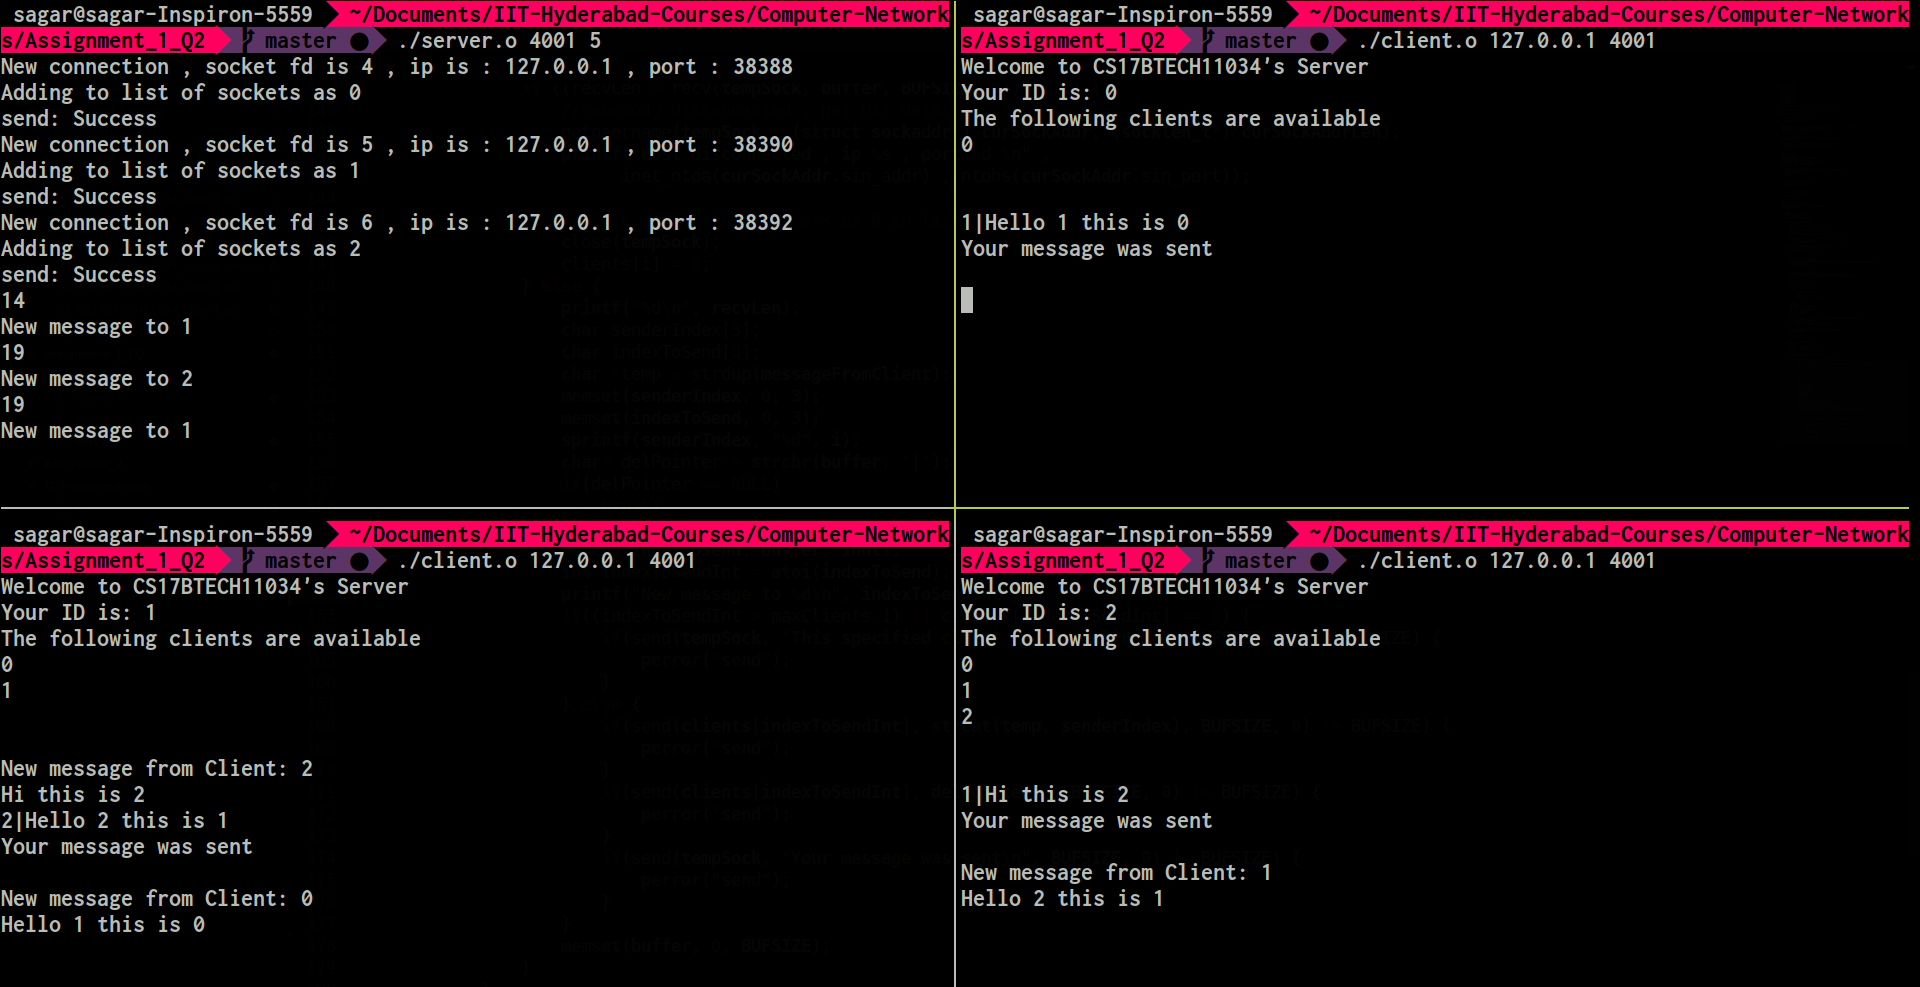 sagar@sagar-Inspiron-5559 ~/Documents/IIT-Hyderabad-Courses/Computer-Network
s/Assignment_1_Q2 master ● ./server.o 4001 5
New connection , socket fd is 4 , ip is : 127.0.0.1 , port : 38388
Adding to list of sockets as 0
send: Success
New connection , socket fd is 5 , ip is : 127.0.0.1 , port : 38390
Adding to list of sockets as 1
send: Success
New connection , socket fd is 6 , ip is : 127.0.0.1 , port : 38392
Adding to list of sockets as 2
send: Success
14
New message to 1
19
New message to 2
19
New message to 1
sagar@sagar-Inspiron-5559 ~/Documents/IIT-Hyderabad-Courses/Computer-Network
s/Assignment_1_Q2 master ● ./client.o 127.0.0.1 4001
Welcome to CS17BTECH11034's Server
Your ID is: 0
The following clients are available
0
1|Hello 1 this is 0
Your message was sent
sagar@sagar-Inspiron-5559 ~/Documents/IIT-Hyderabad-Courses/Computer-Network
s/Assignment_1_Q2 master ● ./client.o 127.0.0.1 4001
Welcome to CS17BTECH11034's Server
Your ID is: 1
The following clients are available
0
1
New message from Client: 2
Hi this is 2
2|Hello 2 this is 1
Your message was sent
New message from Client: 0
Hello 1 this is 0
sagar@sagar-Inspiron-5559 ~/Documents/IIT-Hyderabad-Courses/Computer-Network
s/Assignment_1_Q2 master ● ./client.o 127.0.0.1 4001
Welcome to CS17BTECH11034's Server
Your ID is: 2
The following clients are available
0
1
2
1|Hi this is 2
Your message was sent
New message from Client: 1
Hello 2 this is 1